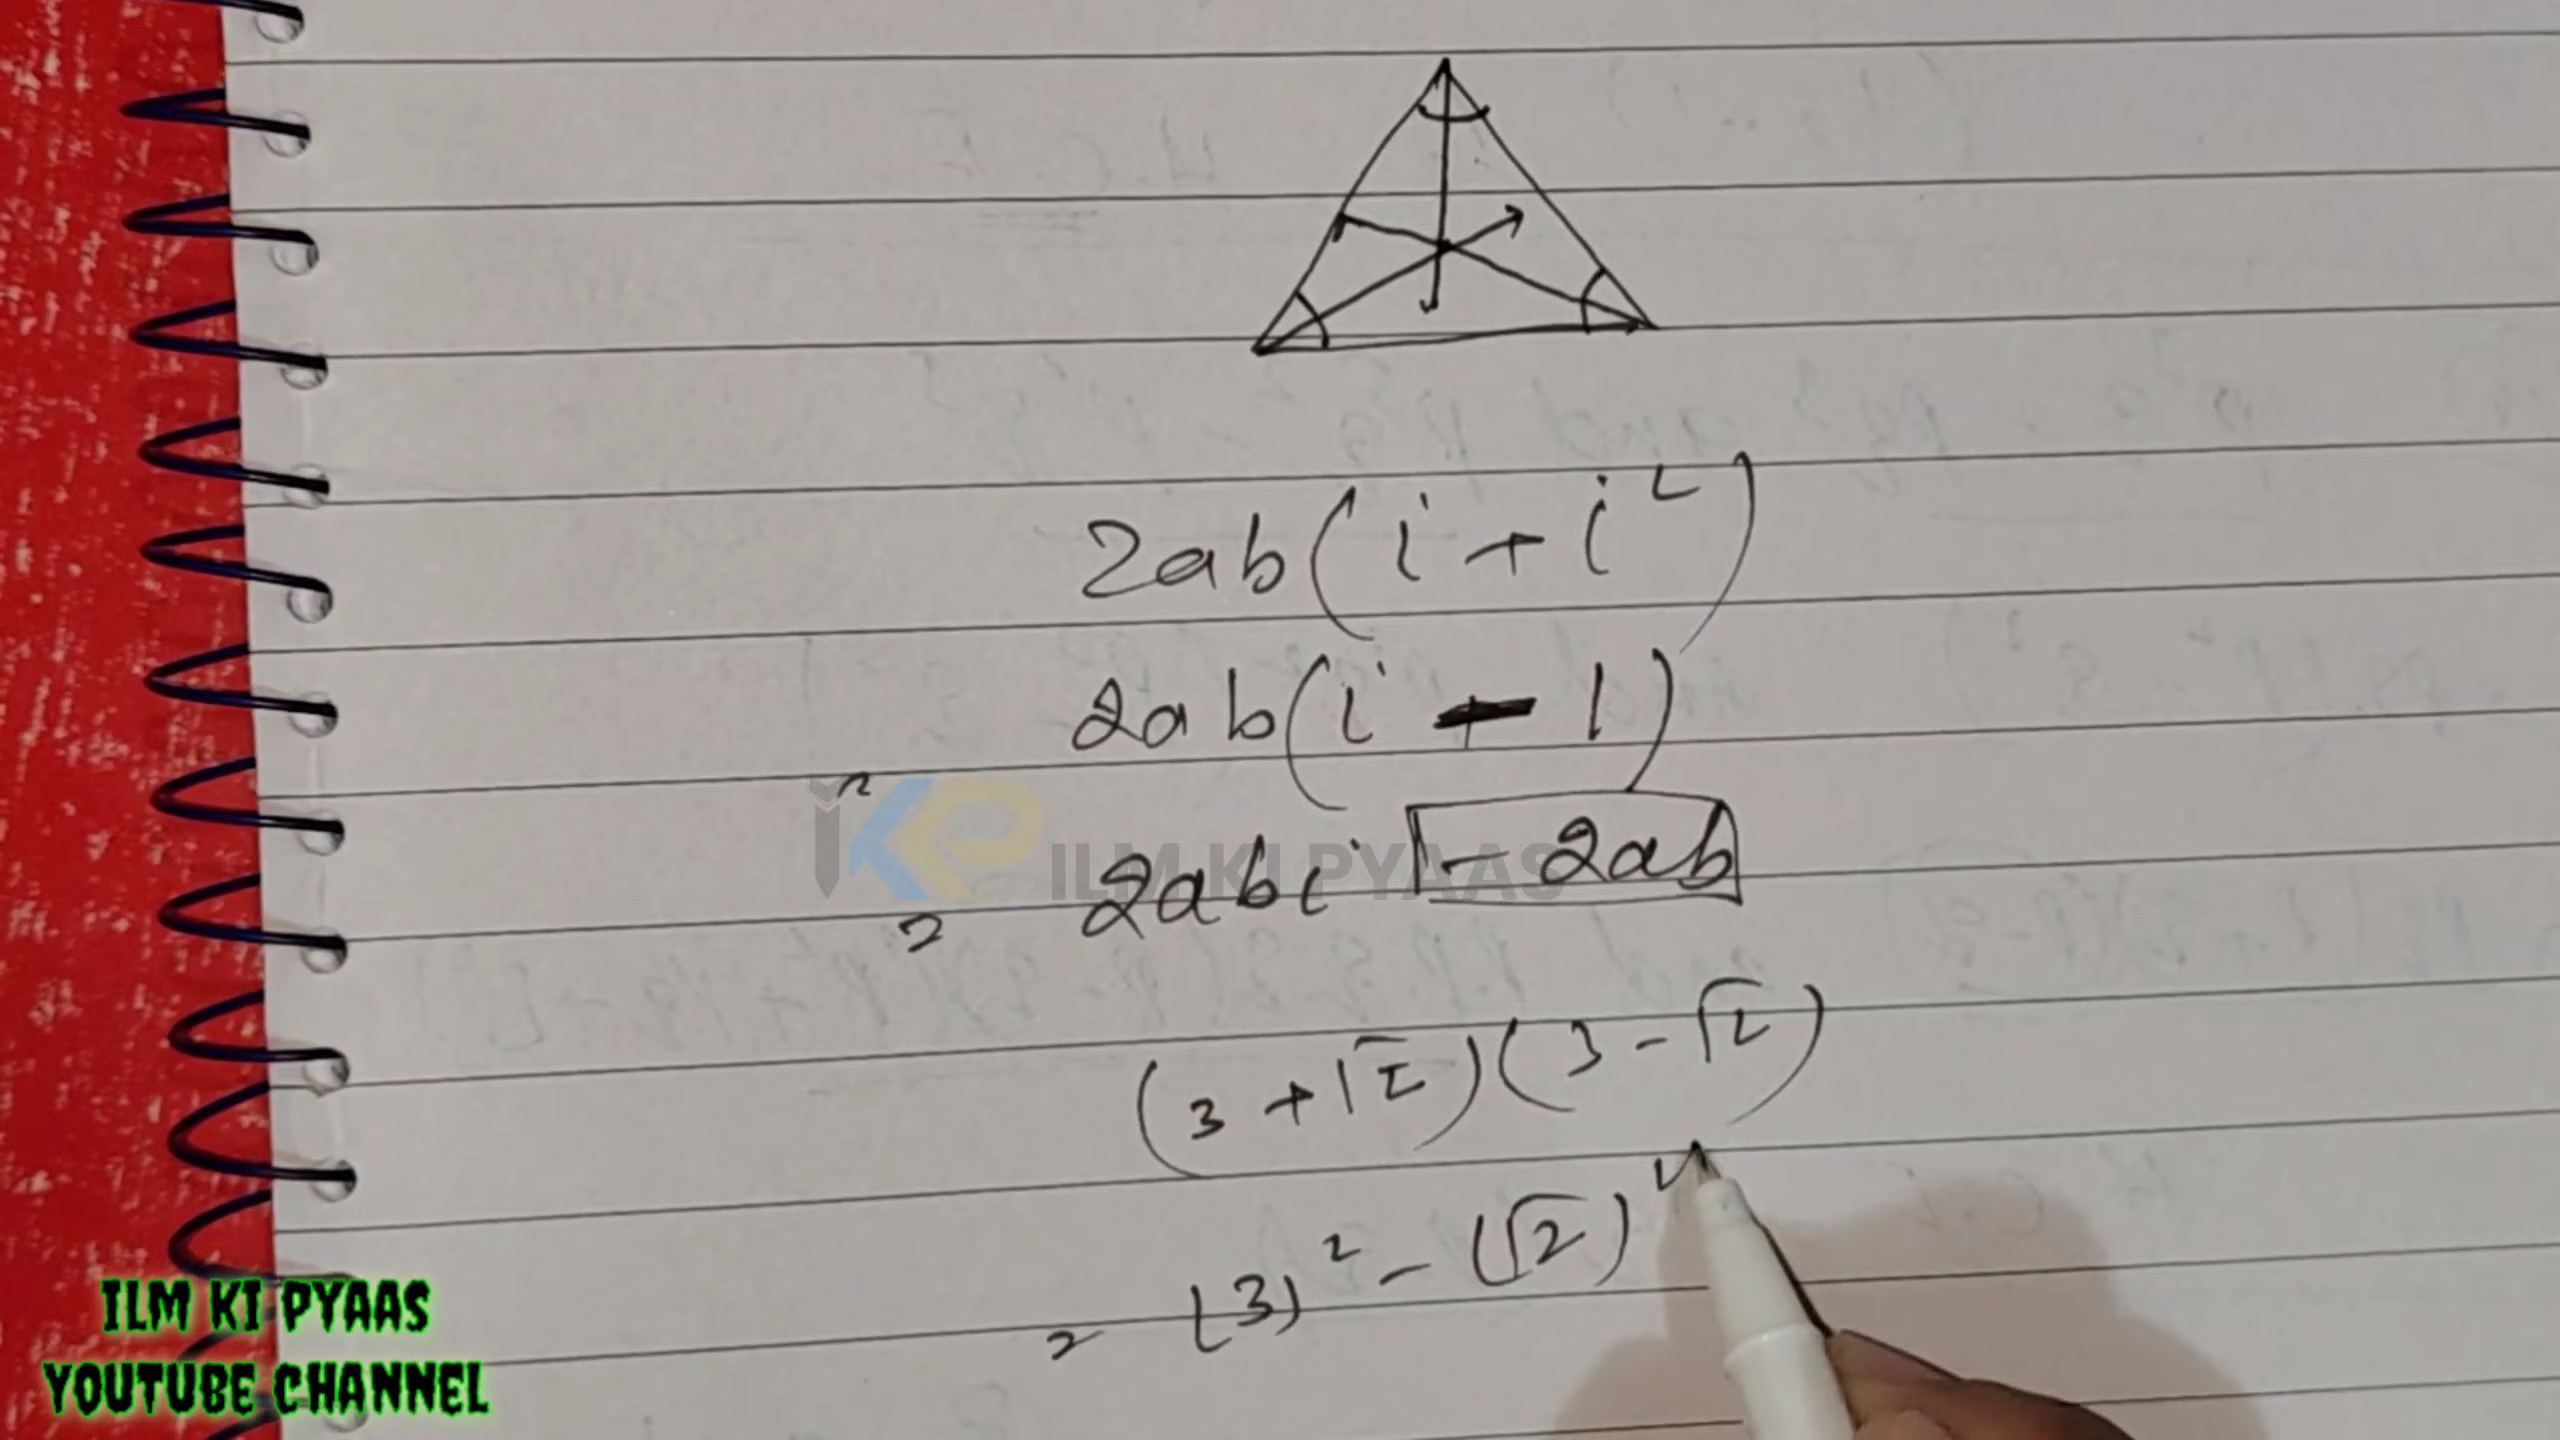 2ab(i + i²)
2ab(i - 1)
= 2abi - 2ab
ILM KI PYAAS
(3 + √2)(3 - √2)
= (3)² - (√2)²
ILM KI PYAAS
YOUTUBE CHANNEL